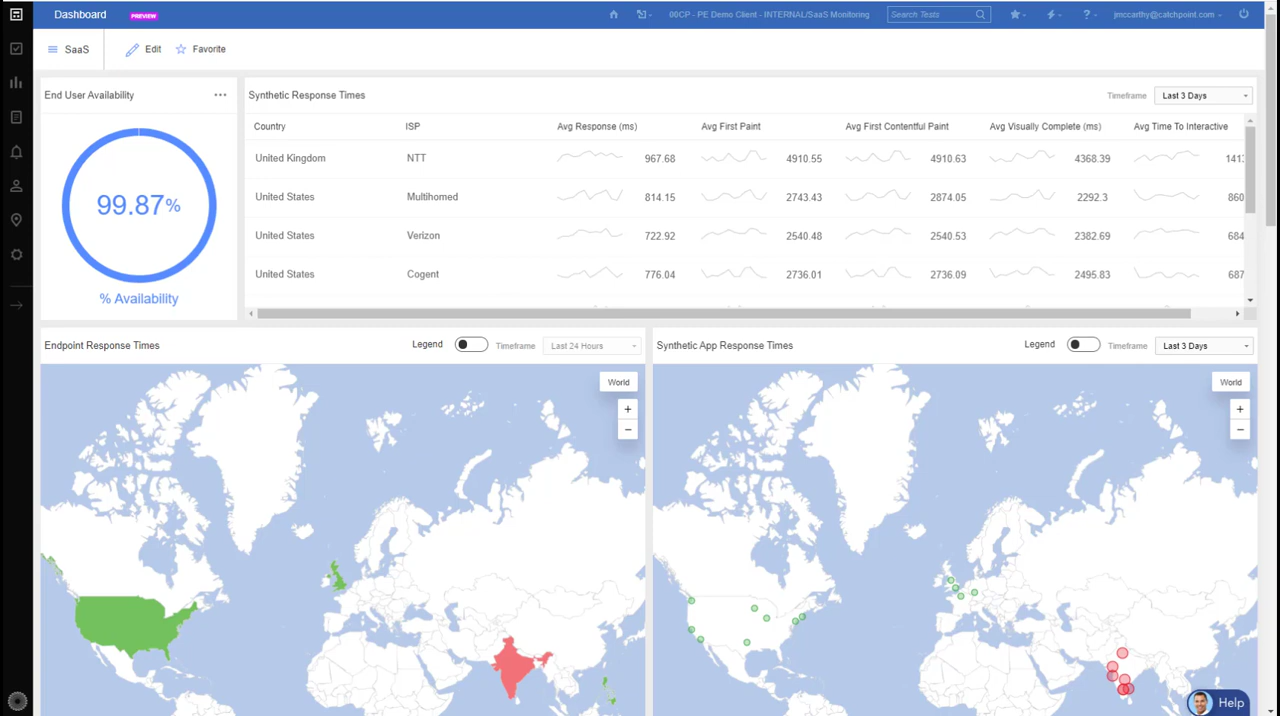 Dashboard PREVIEW 00CP - PE Demo Client - INTERNAL/SaaS Monitoring Search Tests ? jmccarthy@catchpoint.com
SaaS Edit Favorite
End User Availability ...
99.87%
% Availability
Synthetic Response Times Timeframe Last 3 Days
Country ISP Avg Response (ms) Avg First Paint Avg First Contentful Paint Avg Visually Complete (ms) Avg Time To Interactive
United Kingdom NTT 967.68 4910.55 4910.63 4368.39
United States Multihomed 814.15 2743.43 2874.05 2292.3 860
United States Verizon 722.92 2540.48 2540.53 2382.69 684
United States Cogent 776.04 2736.01 2736.09 2495.83 687
Endpoint Response Times Legend Timeframe Last 24 Hours
World
+
−
Synthetic App Response Times Legend Timeframe Last 3 Days
World
+
−
Help